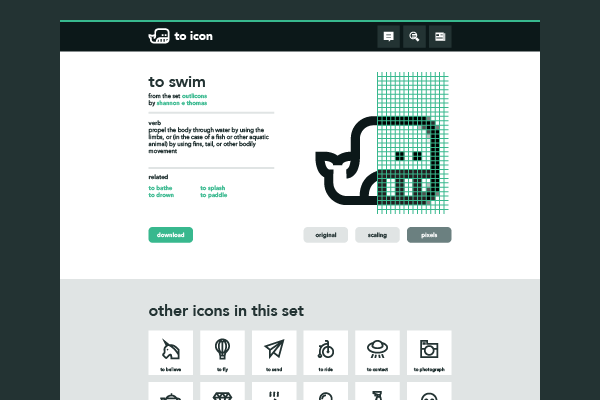 to icon
to swim
from the set outlicons
by shannon e thomas
verb
propel the body through water by using the
limbs, or (in the case of a fish or other aquatic
animal) by using fins, tail, or other bodily
movement
related
to bathe to splash
to drown to paddle
download original scaling pixels
other icons in this set
to believe to fly to send to ride to contact to photograph